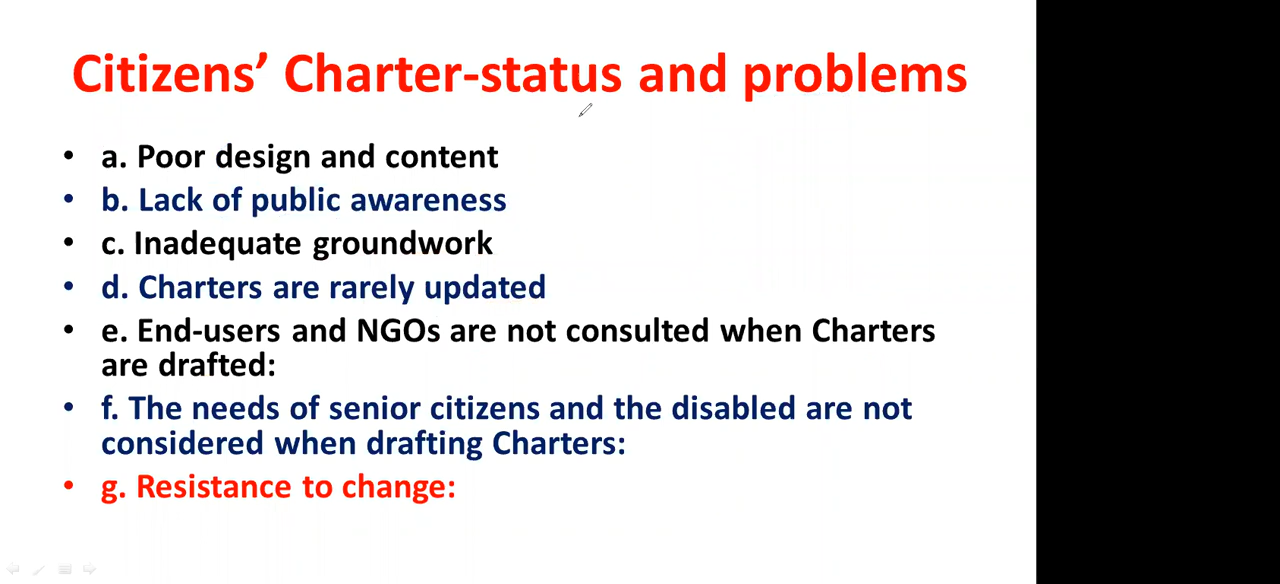 Citizens’ Charter-status and problems
• a. Poor design and content
• b. Lack of public awareness
• c. Inadequate groundwork
• d. Charters are rarely updated
• e. End-users and NGOs are not consulted when Charters
are drafted:
• f. The needs of senior citizens and the disabled are not
considered when drafting Charters:
• g. Resistance to change: